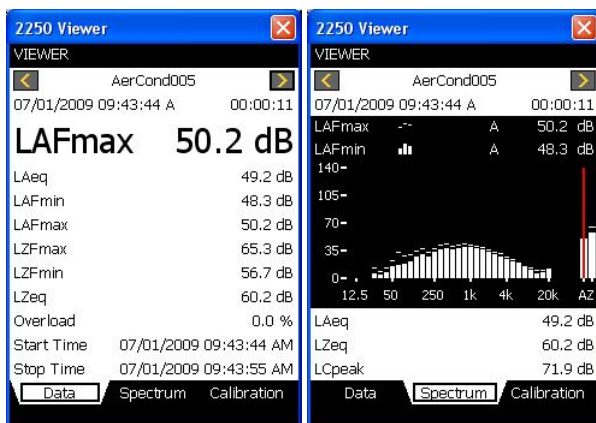 2250 Viewer
VIEWER
AerCond005
07/01/2009 09:43:44 A 00:00:11
LAFmax 50.2 dB
LAeq 49.2 dB
LAFmin 48.3 dB
LAFmax 50.2 dB
LZFmax 65.3 dB
LZFmin 56.7 dB
LZeq 60.2 dB
Overload 0.0 %
Start Time 07/01/2009 09:43:44 AM
Stop Time 07/01/2009 09:43:55 AM
Data Spectrum Calibration
2250 Viewer
VIEWER
AerCond005
07/01/2009 09:43:44 A 00:00:11
LAFmax A 50.2 dB
LAFmin A 48.3 dB
140
105
70
35
0
12.5 50 250 1k 4k 20k AZ
LAeq 49.2 dB
LZeq 60.2 dB
LCpeak 71.9 dB
Data Spectrum Calibration